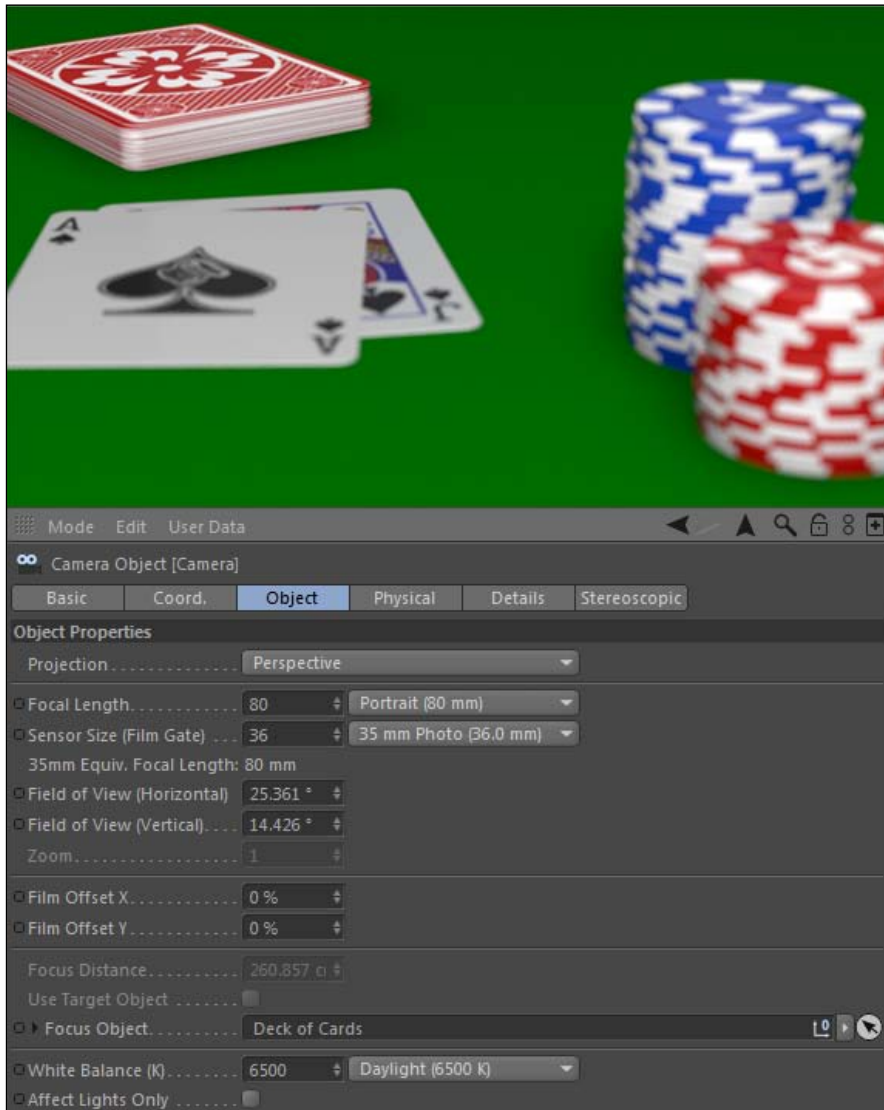 A
A
J
Mode Edit User Data
Camera Object [Camera]
Basic Coord. Object Physical Details Stereoscopic
Object Properties
Projection.............. Perspective
Focal Length............ 80 Portrait (80 mm)
Sensor Size (Film Gate) ... 36 35 mm Photo (36.0 mm)
35mm Equiv. Focal Length: 80 mm
Field of View (Horizontal) 25.361 °
Field of View (Vertical).... 14.426 °
Zoom................... 1
Film Offset X............ 0 %
Film Offset Y............ 0 %
Focus Distance.......... 260.857 c
Use Target Object .......
Focus Object.......... Deck of Cards
White Balance (K)........ 6500 Daylight (6500 K)
Affect Lights Only .......